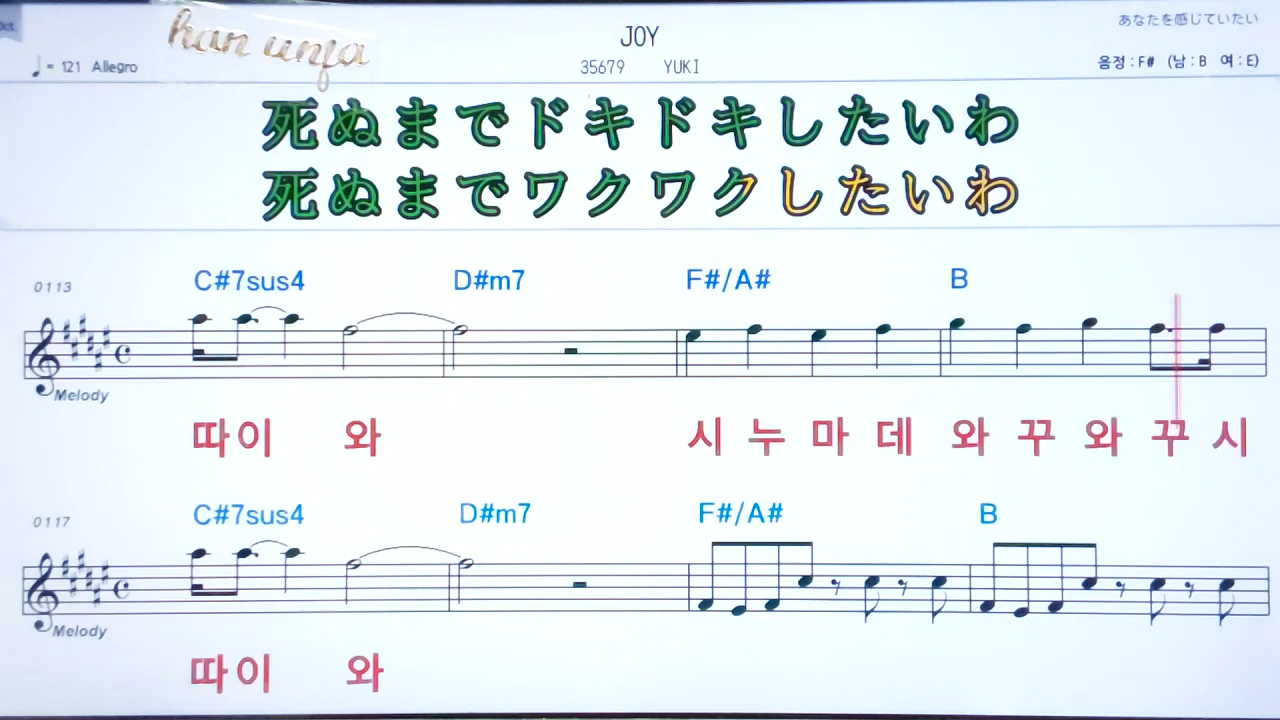 Oct.
han unfa
JOY
あなたを感じていたい
♩= 121 Allegro
35679 YUKI
음정 : F# (남 : B 여 : E)
死ぬまでドキドキしたいわ
死ぬまでワクワクしたいわ
0113 C#7sus4 D#m7 F#/A# B
Melody
따이 와 시 누 마 데 와 꾸 와 꾸 시
0117 C#7sus4 D#m7 F#/A# B
Melody
따이 와